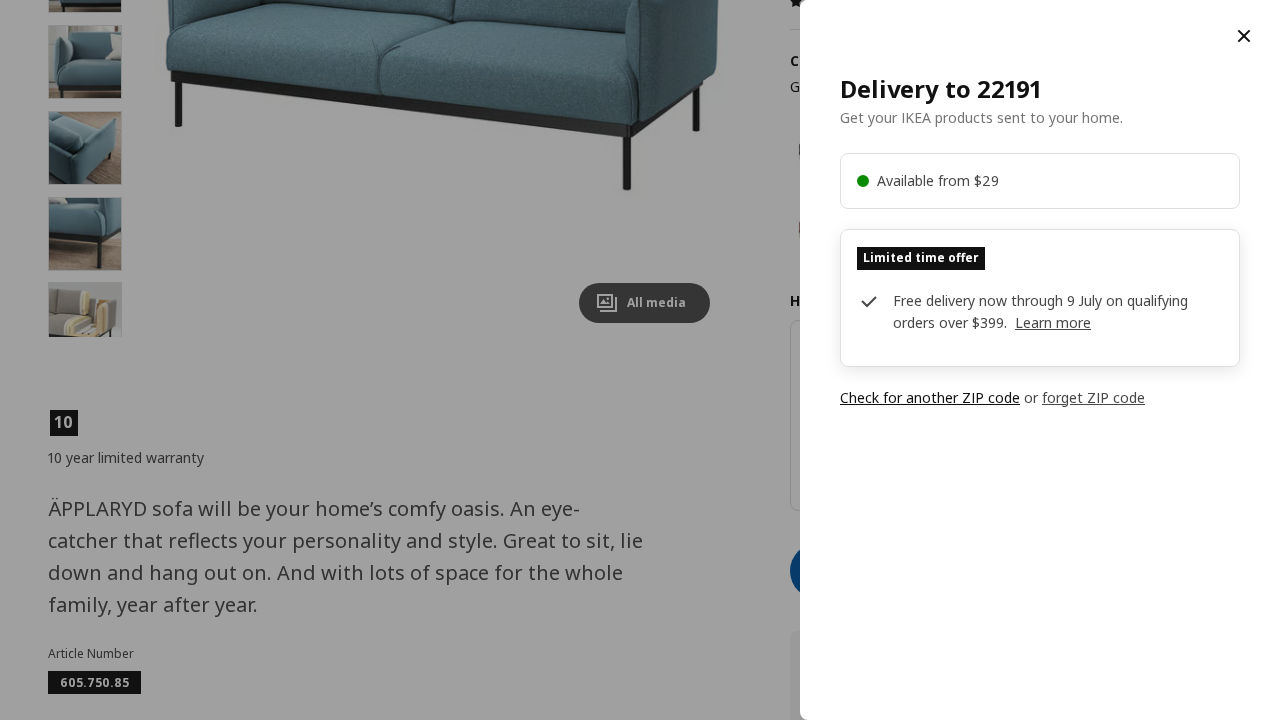 All media
10
10 year limited warranty
ÄPPLARYD sofa will be your home’s comfy oasis. An eye-
catcher that reflects your personality and style. Great to sit, lie
down and hang out on. And with lots of space for the whole
family, year after year.
Article Number
605.750.85
Delivery to 22191
Get your IKEA products sent to your home.
Available from $29
Limited time offer
Free delivery now through 9 July on qualifying
orders over $399. Learn more
Check for another ZIP code or forget ZIP code